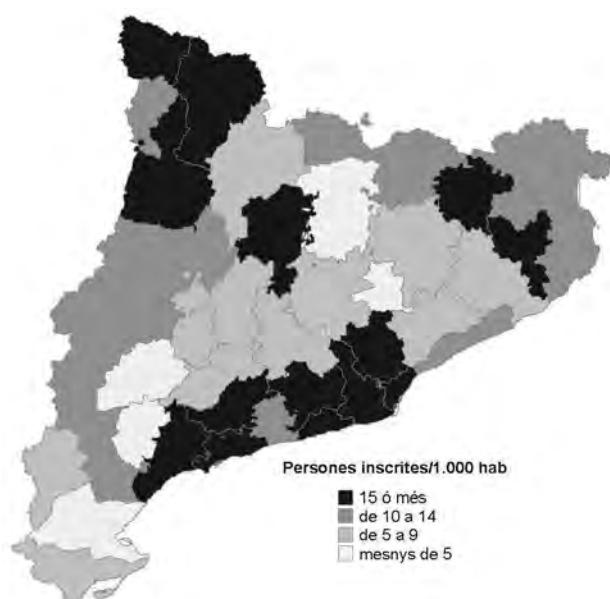 Persones inscrites/1.000 hab
15 ó més
de 10 a 14
de 5 a 9
mesnys de 5